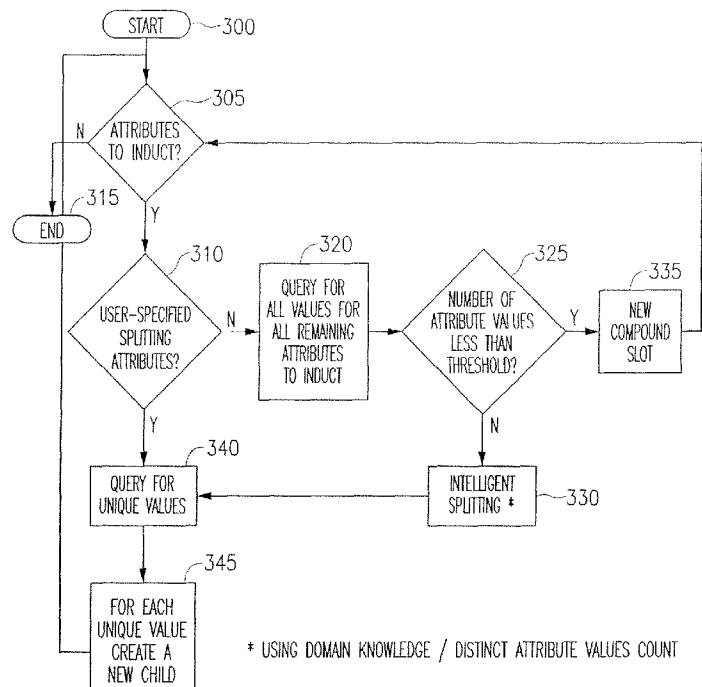 START
300
305
ATTRIBUTES
TO INDUCT?
N
315
END
Y
310
USER-SPECIFIED
SPLITTING
ATTRIBUTES?
N
320
QUERY FOR
ALL VALUES FOR
ALL REMAINING
ATTRIBUTES
TO INDUCT
325
NUMBER OF
ATTRIBUTE VALUES
LESS THAN
THRESHOLD?
Y
335
NEW
COMPOUND
SLOT
Y
N
340
QUERY FOR
UNIQUE VALUES
INTELLIGENT
SPLITTING *
330
345
FOR EACH
UNIQUE VALUE
CREATE A
NEW CHILD
* USING DOMAIN KNOWLEDGE / DISTINCT ATTRIBUTE VALUES COUNT